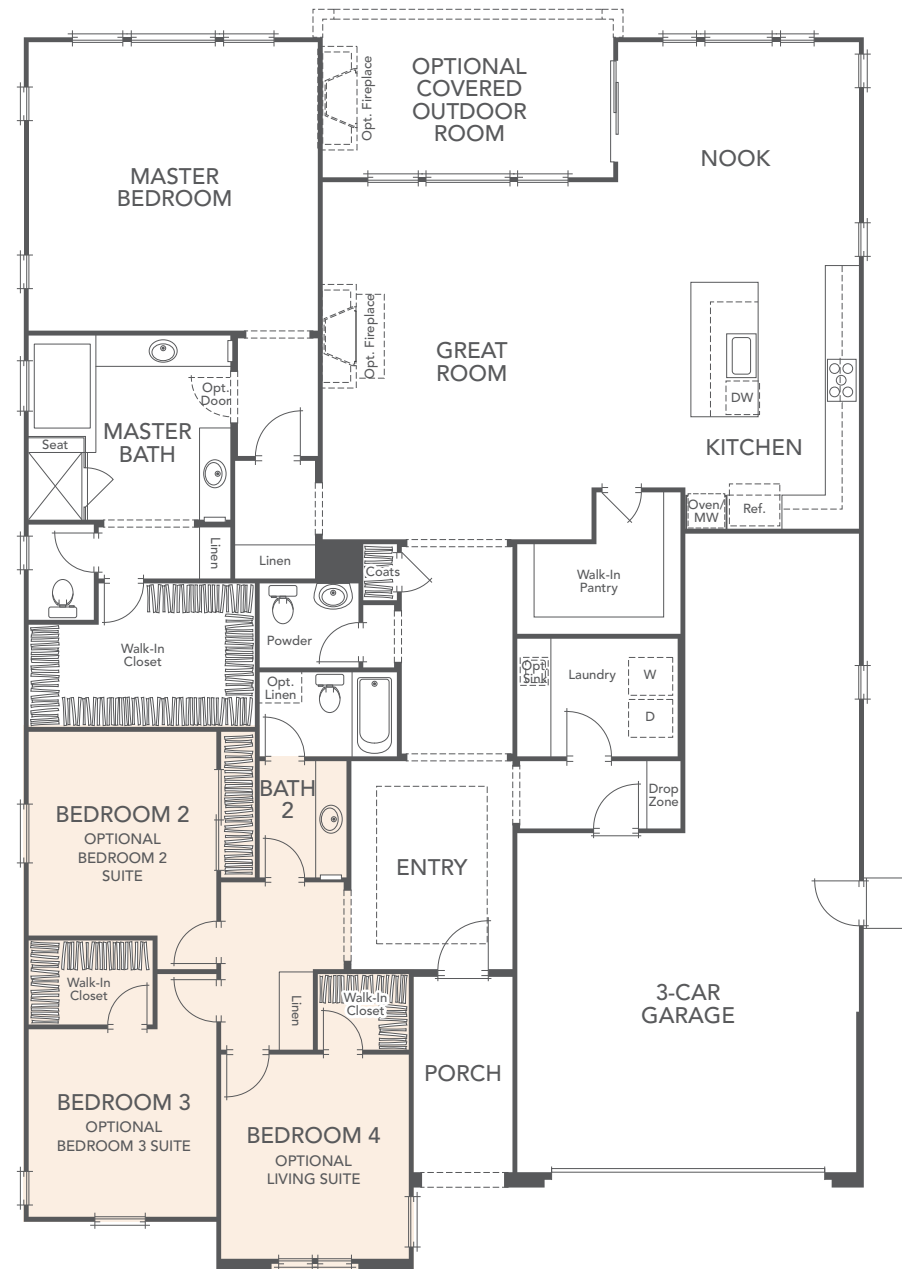 OPTIONAL
COVERED
OUTDOOR
ROOM
Opt. Fireplace
NOOK
MASTER
BEDROOM
Opt. Fireplace
GREAT
ROOM
DW
KITCHEN
Opt.
Door
MASTER
BATH
Seat
Oven/
MW
Ref.
Linen
Linen
Coats
Walk-In
Pantry
Powder
Walk-In
Closet
Opt.
Linen
Opt.
Sink
Laundry
W
D
BATH
2
Drop
Zone
BEDROOM 2
OPTIONAL
BEDROOM 2
SUITE
ENTRY
Walk-In
Closet
Linen
Walk-In
Closet
3-CAR
GARAGE
PORCH
BEDROOM 3
OPTIONAL
BEDROOM 3 SUITE
BEDROOM 4
OPTIONAL
LIVING SUITE